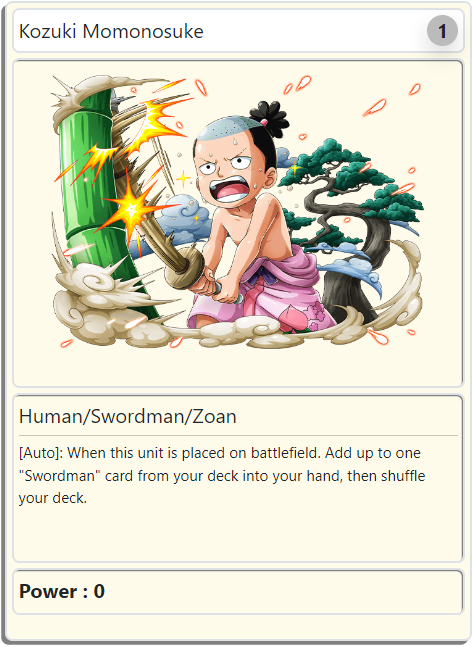 Kozuki Momonosuke
1
Human/Swordman/Zoan
[Auto]: When this unit is placed on battlefield. Add up to one
"Swordman" card from your deck into your hand, then shuffle
your deck.
Power : 0